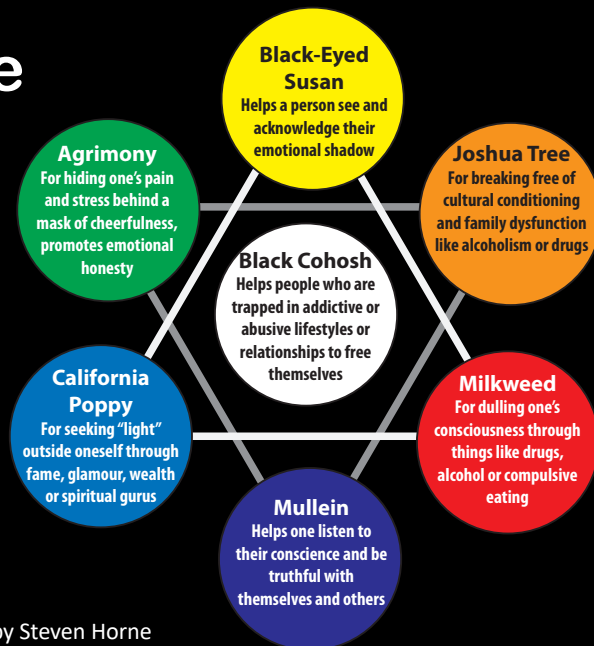 e
Black-Eyed
Susan
Helps a person see and
acknowledge their
emotional shadow
Agrimony
For hiding one's pain
and stress behind a
mask of cheerfulness,
promotes emotional
honesty
Joshua Tree
For breaking free of
cultural conditioning
and family dysfunction
like alcoholism or drugs
Black Cohosh
Helps people who are
trapped in addictive or
abusive lifestyles or
relationships to free
themselves
California
Poppy
For seeking “light”
outside oneself through
fame, glamour, wealth
or spiritual gurus
Milkweed
For dulling one's
consciousness through
things like drugs,
alcohol or compulsive
eating
Mullein
Helps one listen to
their conscience and be
truthful with
themselves and others
by Steven Horne